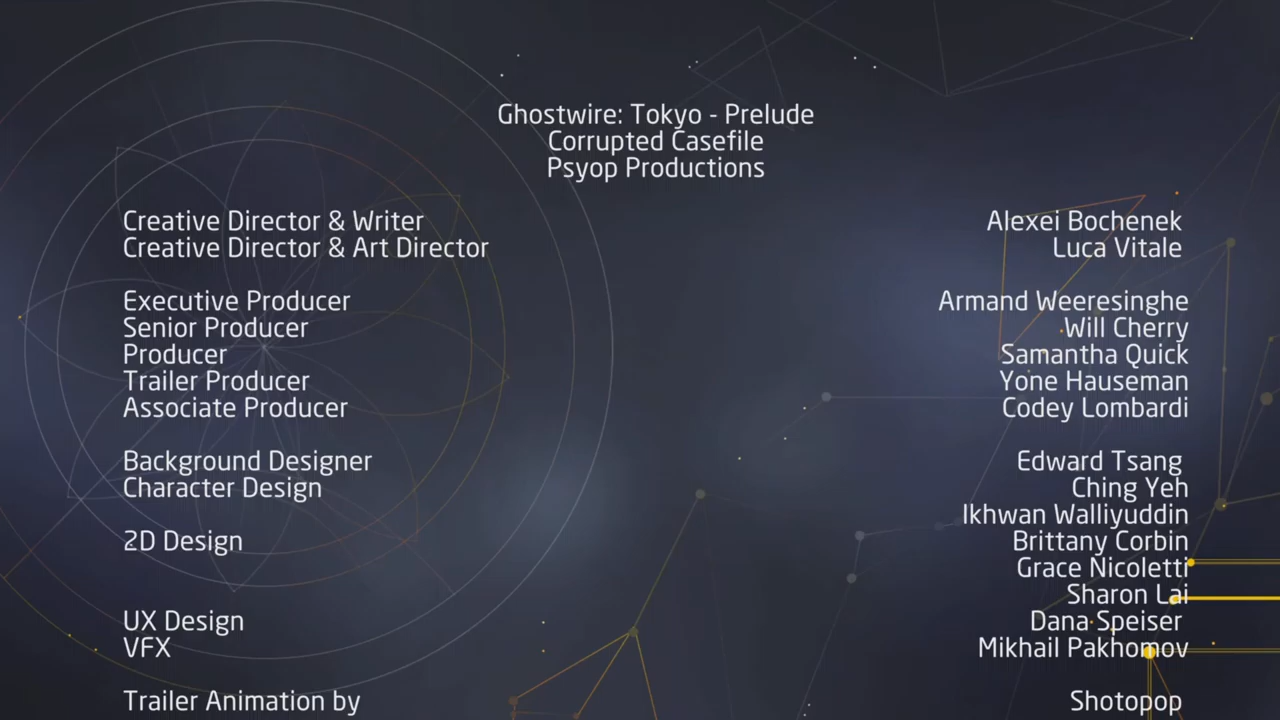 Ghostwire: Tokyo - Prelude
Corrupted Casefile
Psyop Productions
Creative Director & Writer Alexei Bochenek
Creative Director & Art Director Luca Vitale
Executive Producer Armand Weeresinghe
Senior Producer Will Cherry
Producer Samantha Quick
Trailer Producer Yone Hauseman
Associate Producer Codey Lombardi
Background Designer Edward Tsang
Character Design Ching Yeh
Ikhwan Walliyuddin
2D Design Brittany Corbin
Grace Nicoletti
Sharon Lai
UX Design Dana Speiser
VFX Mikhail Pakhomov
Trailer Animation by Shotopop